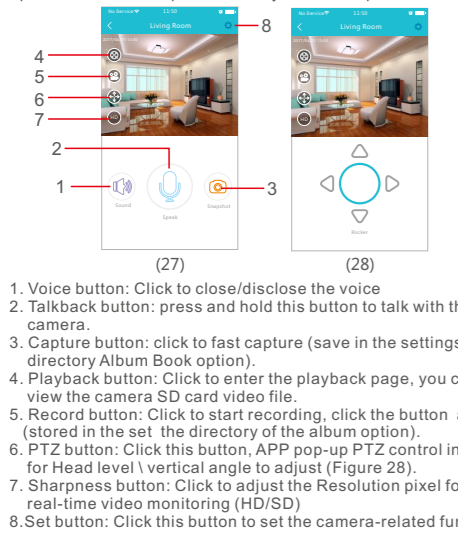 No Service 11:50
Living Room
8
No Service 11:50
Living Room
4
5
6
7
HD
HD
2
1
3
Sound
Speak
Snapshot
Rocker
(27)
(28)
1. Voice button: Click to close/disclose the voice
2. Talkback button: press and hold this button to talk with
camera.
3. Capture button: click to fast capture (save in the settings
directory Album Book option).
4. Playback button: Click to enter the playback page, you
view the camera SD card video file.
5. Record button: Click to start recording, click the button
(stored in the set the directory of the album option).
6. PTZ button: Click this button, APP pop-up PTZ control
for Head level \ vertical angle to adjust (Figure 28).
7. Sharpness button: Click to adjust the Resolution pixel
real-time video monitoring (HD/SD)
8.Set button: Click this button to set the camera-related